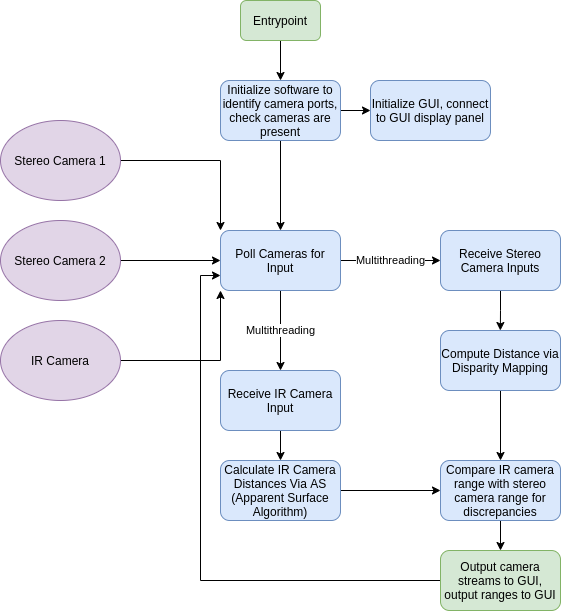 Entrypoint
Initialize software to
identify camera ports,
check cameras are
present
Initialize GUI, connect
to GUI display panel
Stereo Camera 1
Stereo Camera 2
IR Camera
Poll Cameras for
Input
Multithreading
Receive Stereo
Camera Inputs
Multithreading
Compute Distance via
Disparity Mapping
Receive IR Camera
Input
Calculate IR Camera
Distances Via AS
(Apparent Surface
Algorithm)
Compare IR camera
range with stereo
camera range for
discrepancies
Output camera
streams to GUI,
output ranges to GUI